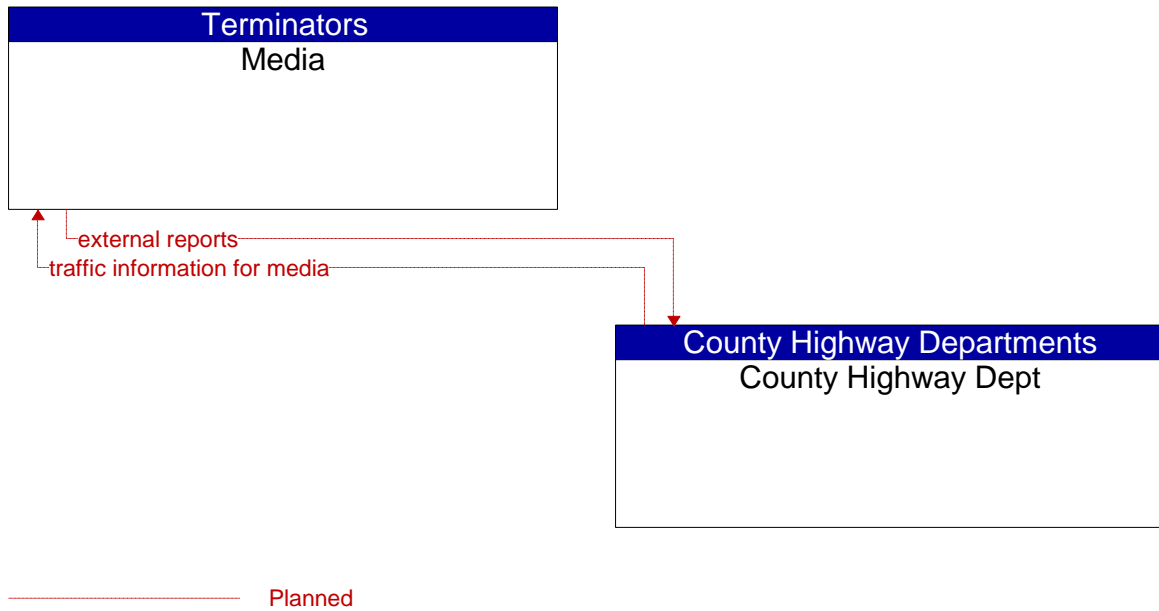 Terminators
Media
external reports
traffic information for media
County Highway Departments
County Highway Dept
Planned